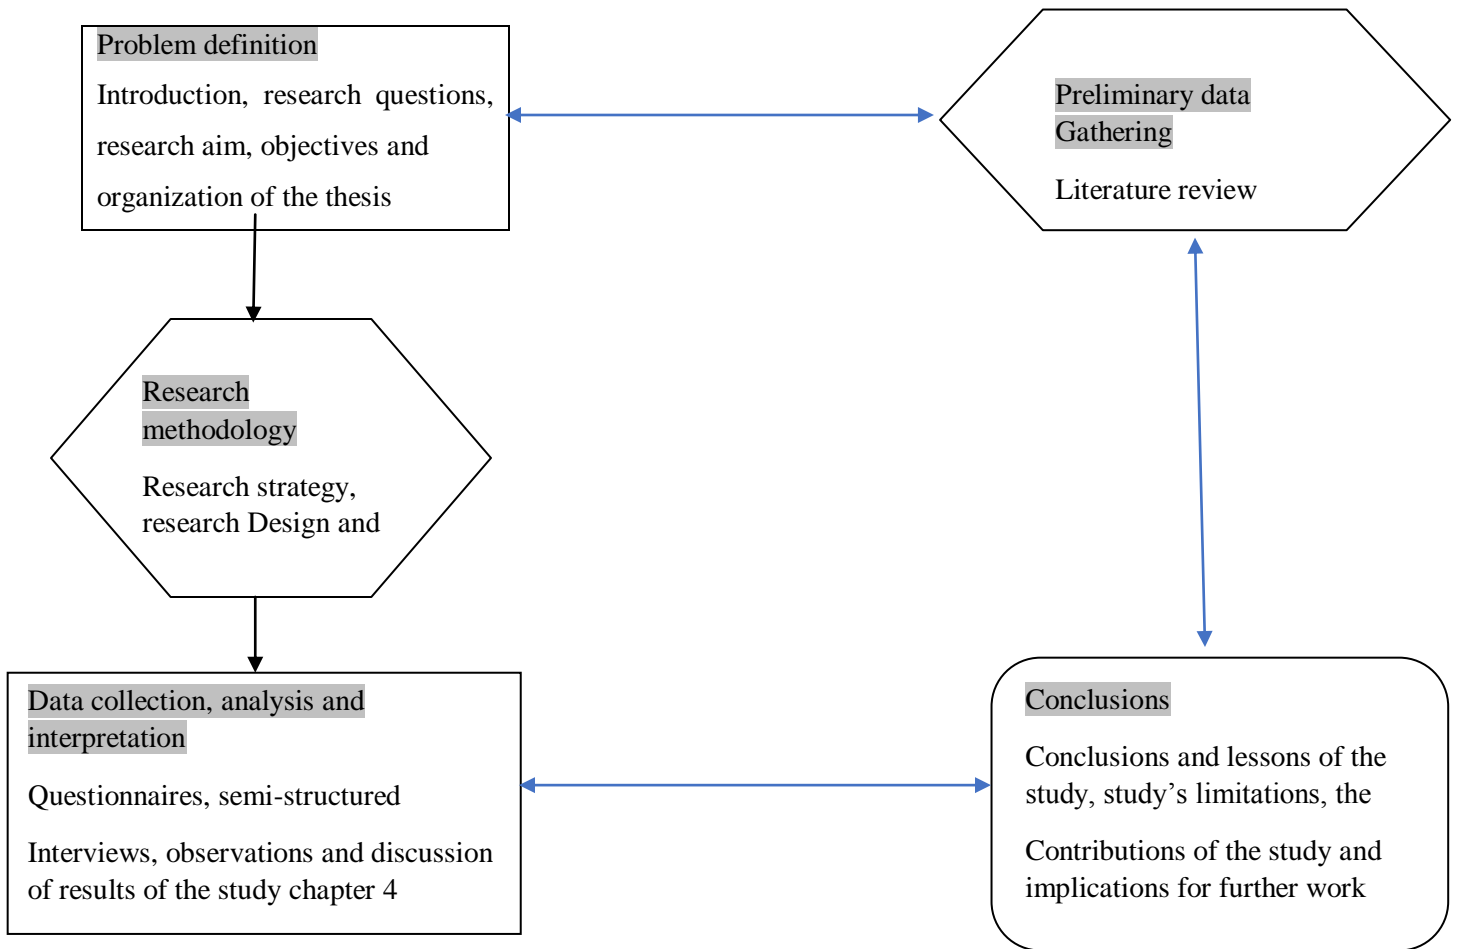 Problem definition
Introduction, research questions,
research aim, objectives and
organization of the thesis
Preliminary data
Gathering
Literature review
Research
methodology
Research strategy,
research Design and
Data collection, analysis and
interpretation
Questionnaires, semi-structured
Interviews, observations and discussion
of results of the study chapter 4
Conclusions
Conclusions and lessons of the
study, study’s limitations, the
Contributions of the study and
implications for further work